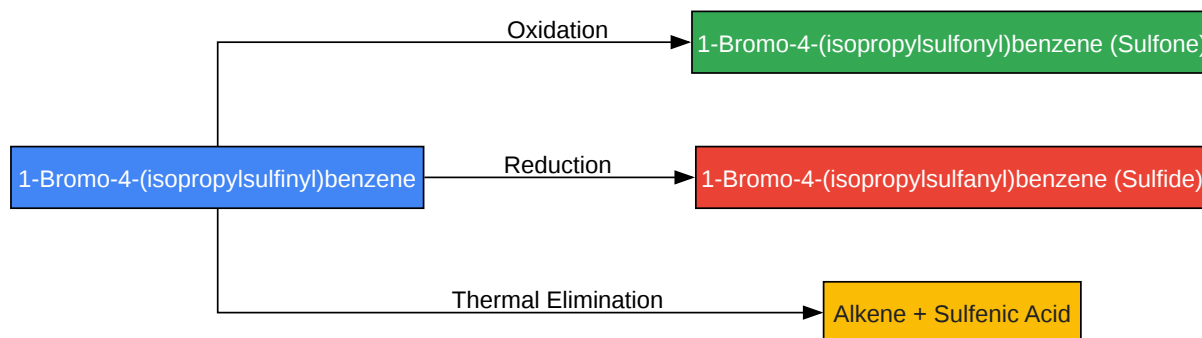 Oxidation
1-Bromo-4-(isopropylsulfonyl)benzene (Sulfone)
1-Bromo-4-(isopropylsulfinyl)benzene
Reduction
1-Bromo-4-(isopropylsulfanyl)benzene (Sulfide)
Thermal Elimination
Alkene + Sulfenic Acid